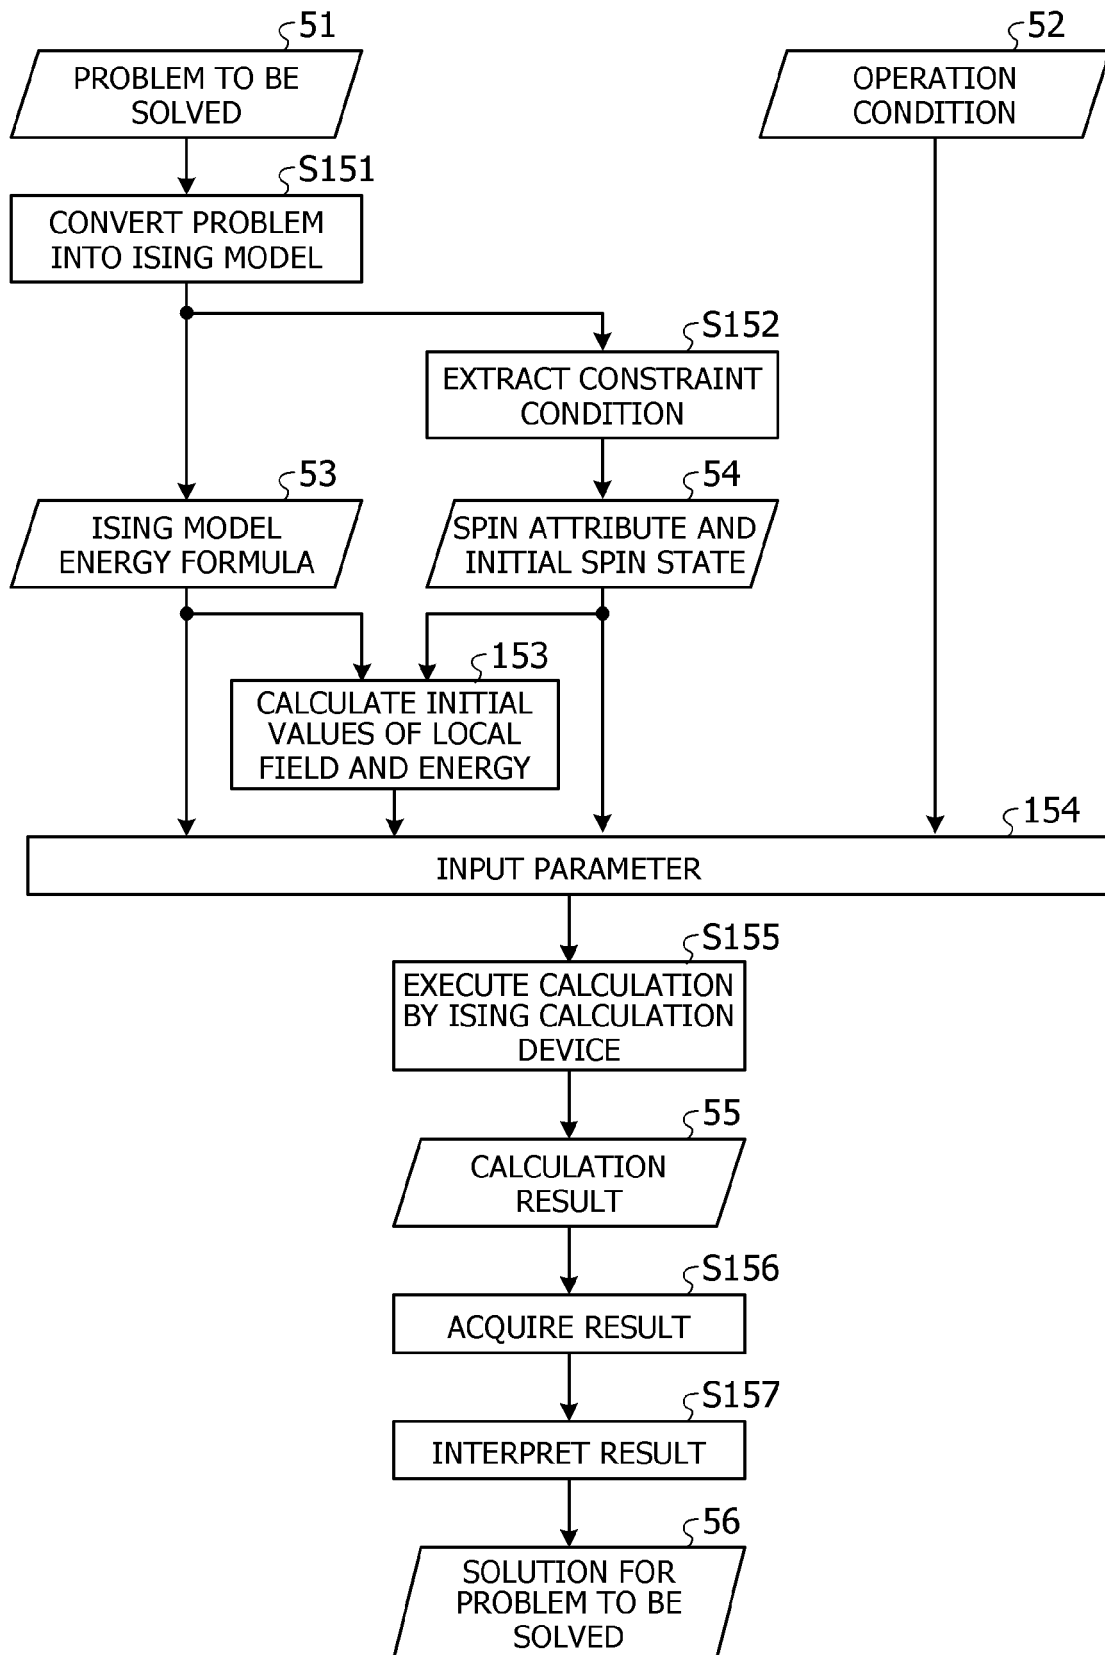 51
PROBLEM TO BE
SOLVED
52
OPERATION
CONDITION
S151
CONVERT PROBLEM
INTO ISING MODEL
S152
EXTRACT CONSTRAINT
CONDITION
53
ISING MODEL
ENERGY FORMULA
54
SPIN ATTRIBUTE AND
INITIAL SPIN STATE
153
CALCULATE INITIAL
VALUES OF LOCAL
FIELD AND ENERGY
154
INPUT PARAMETER
S155
EXECUTE CALCULATION
BY ISING CALCULATION
DEVICE
55
CALCULATION
RESULT
S156
ACQUIRE RESULT
S157
INTERPRET RESULT
56
SOLUTION FOR
PROBLEM TO BE
SOLVED